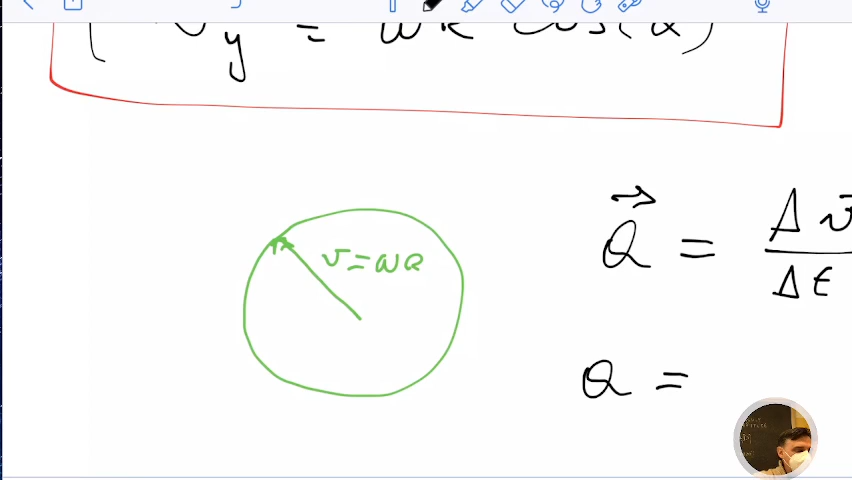 v_y = ωR cos(α)
v = ωR
a⃗ = Δv / Δt
a =